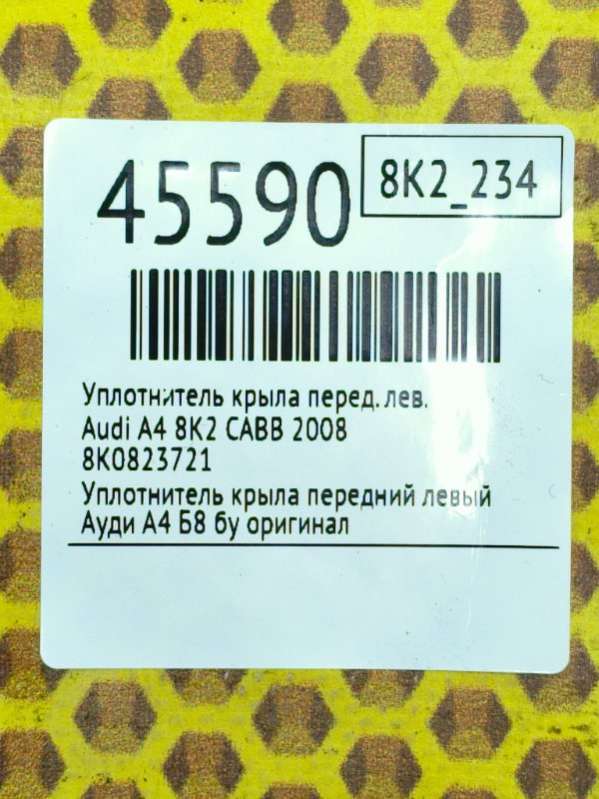 45590
8K2_234
Уплотнитель крыла перед. лев.
Audi A4 8K2 CABB 2008
8K0823721
Уплотнитель крыла передний левый
Ауди А4 Б8 бу оригинал